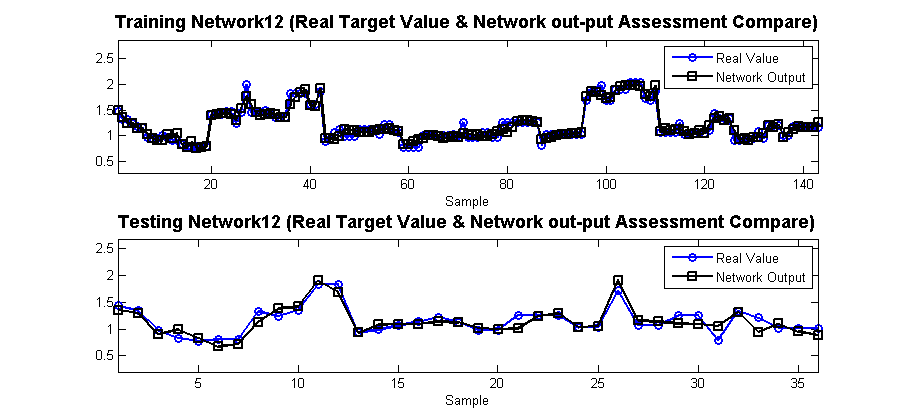 Training Network12 (Real Target Value & Network out-put Assessment Compare)
2.5
2
1.5
1
0.5
Real Value
Network Output
20 40 60 80 100 120 140
Sample
Testing Network12 (Real Target Value & Network out-put Assessment Compare)
2.5
2
1.5
1
0.5
Real Value
Network Output
5 10 15 20 25 30 35
Sample